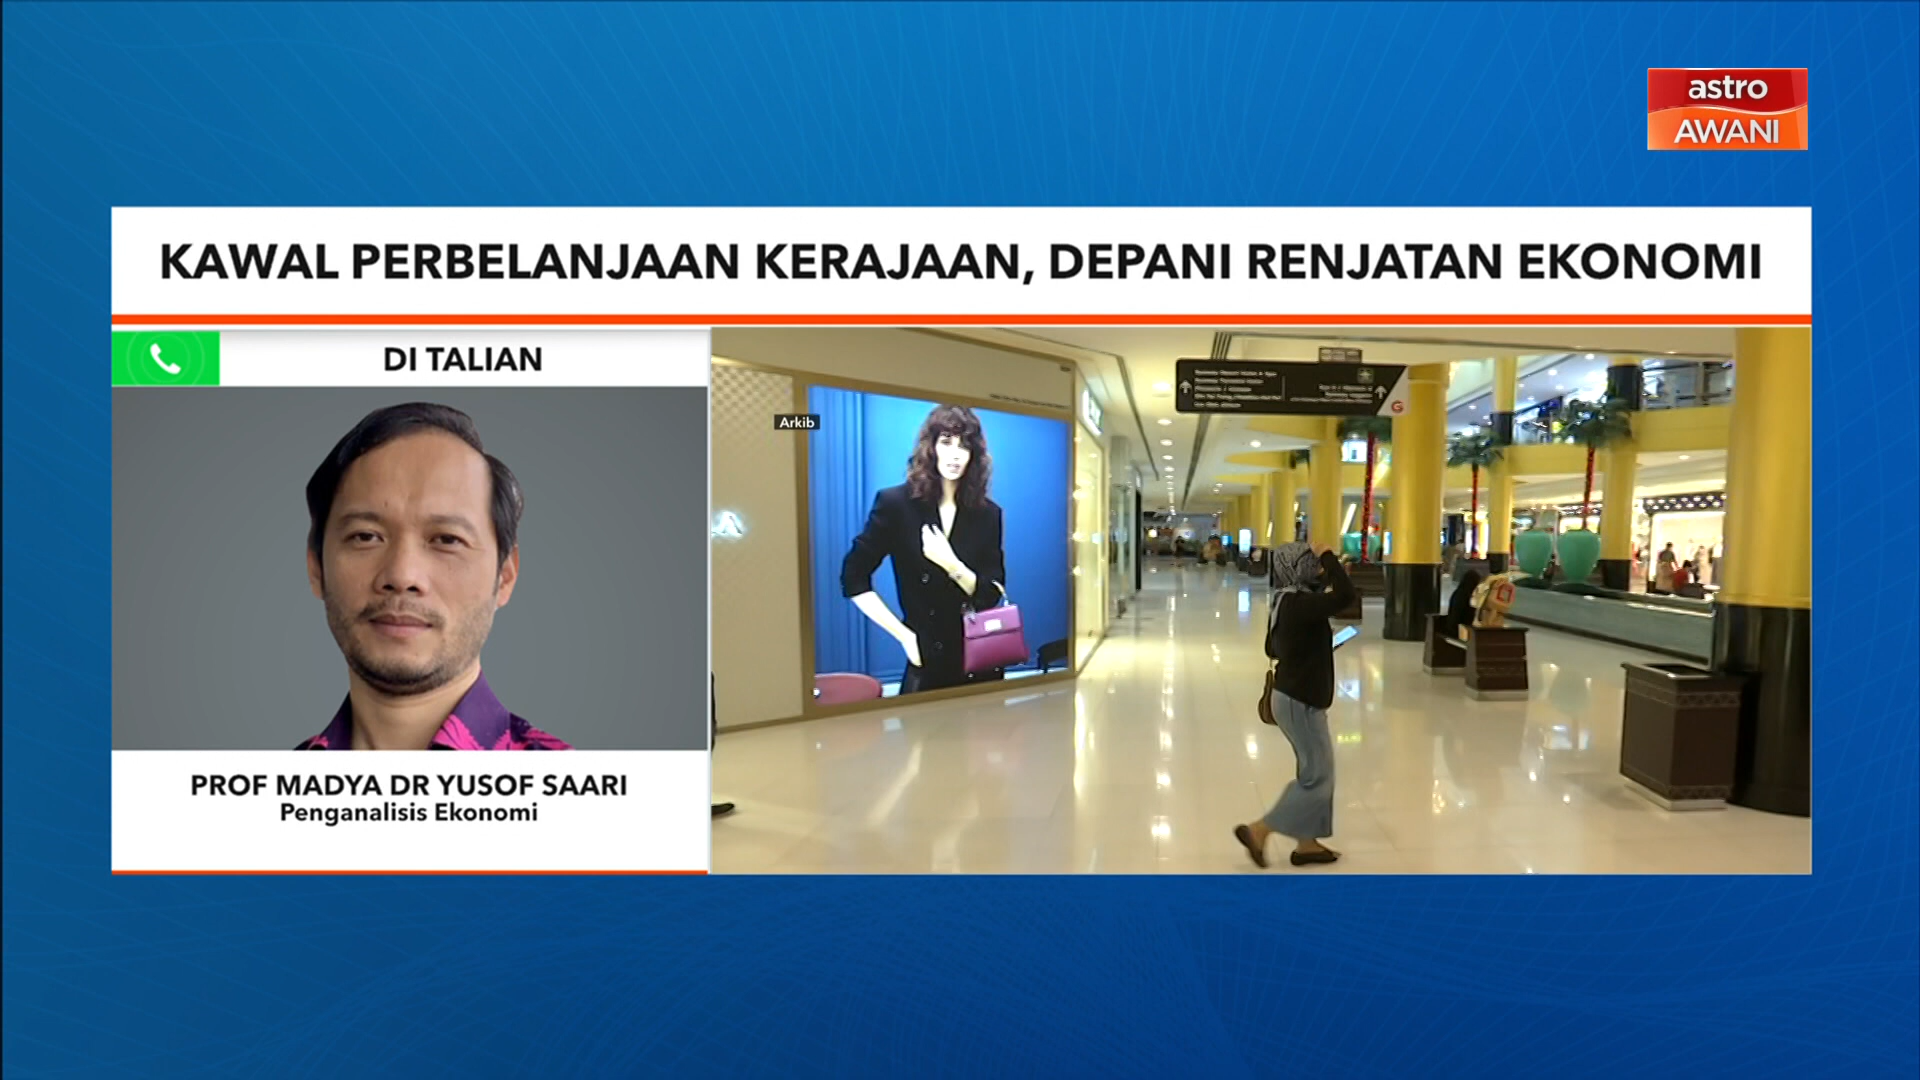 astro
AWANI
KAWAL PERBELANJAAN KERAJAAN, DEPANI RENJATAN EKONOMI
DI TALIAN
Arkib
PROF MADYA DR YUSOF SAARI
Penganalisis Ekonomi